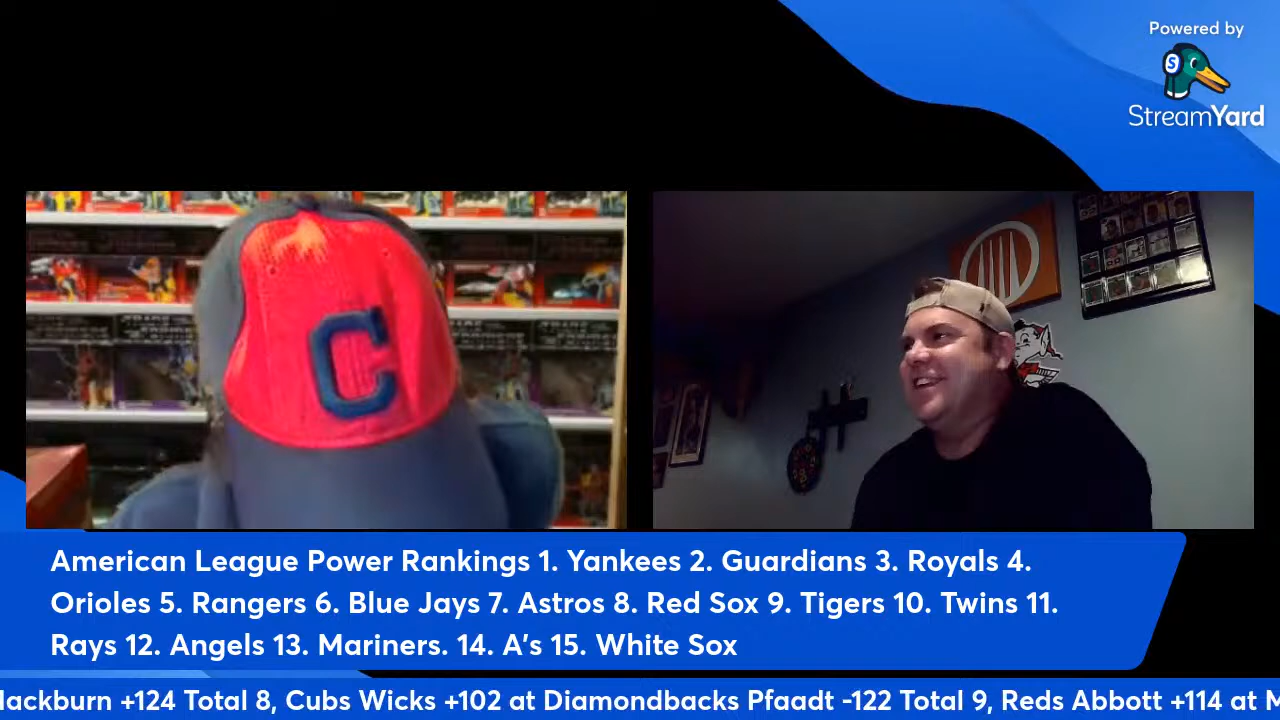 Powered by
S
StreamYard
C
American League Power Rankings 1. Yankees 2. Guardians 3. Royals 4.
Orioles 5. Rangers 6. Blue Jays 7. Astros 8. Red Sox 9. Tigers 10. Twins 11.
Rays 12. Angels 13. Mariners. 14. A's 15. White Sox
+124 Total 8, Cubs Wicks +102 at Diamondbacks Pfaadt -122 Total 9, Reds Abbott +114 at